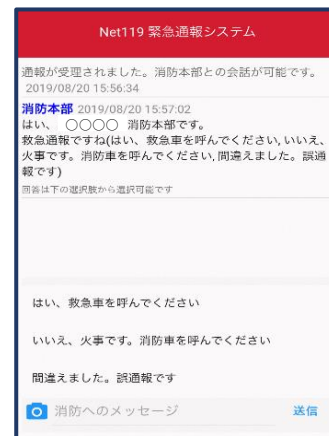 Net119 緊急通報システム
通報が受理されました。消防本部との会話が可能です。
2019/08/20 15:56:34
消防本部 2019/08/20 15:57:02
はい、 〇〇〇〇 消防本部です。
救急通報ですね(はい、救急車を呼んでください, いいえ、
火事です。消防車を呼んでください, 間違えました。誤通
報です)
回答は下の選択肢から選択可能です
はい、救急車を呼んでください
いいえ、火事です。消防車を呼んでください
間違えました。誤通報です
消防へのメッセージ 送信